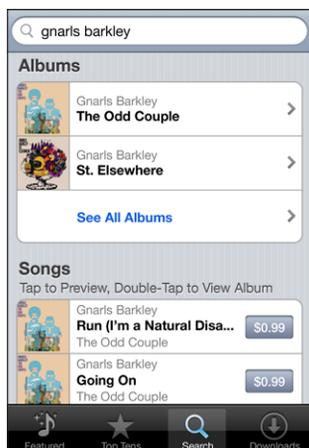 gnarls barkley
Albums
Gnarls Barkley
The Odd Couple
Gnarls Barkley
St. Elsewhere
See All Albums
Songs
Tap to Preview, Double-Tap to View Album
Gnarls Barkley
Run (I'm a Natural Disa...
$0.99
The Odd Couple
Gnarls Barkley
Going On
$0.99
The Odd Couple
Featured
Top Tens
Search
Downloads